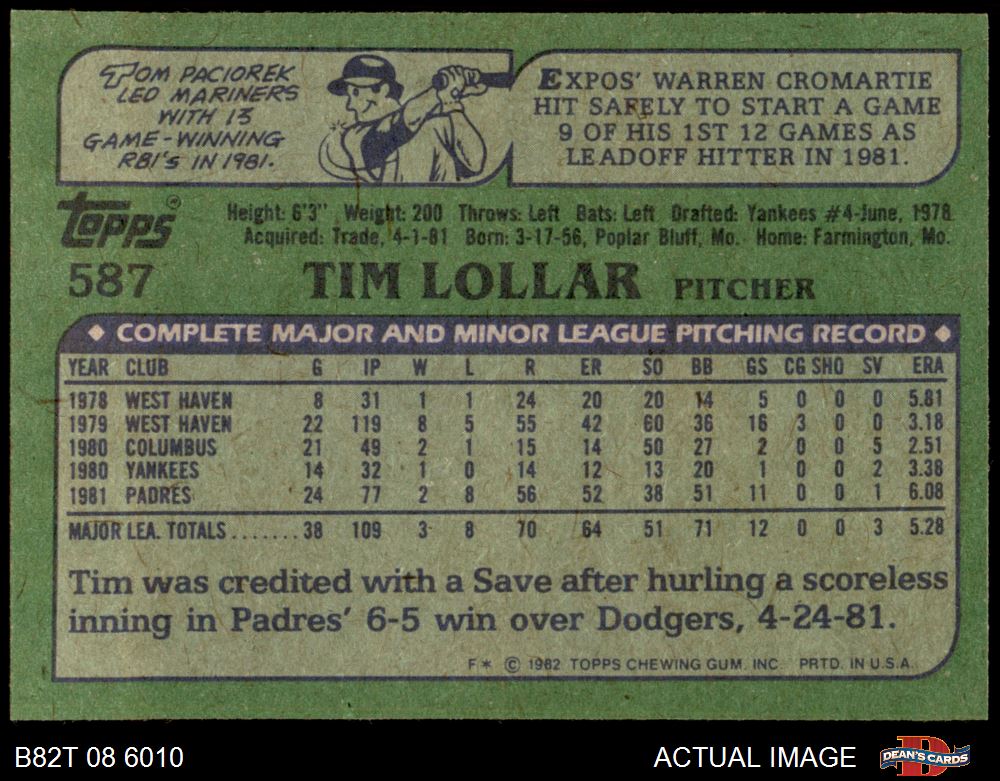 TOM PACIOREK
LED MARINERS
WITH 13
GAME-WINNING
RBI'S IN 1981.
EXPOS' WARREN CROMARTIE
HIT SAFELY TO START A GAME
9 OF HIS 1ST 12 GAMES AS
LEADOFF HITTER IN 1981.
topps®
Height: 6'3" Weight: 200 Throws: Left Bats: Left Drafted: Yankees #4-June, 1978
Acquired: Trade, 4-1-81 Born: 3-17-56, Poplar Bluff, Mo. Home: Farmington, Mo.
587 TIM LOLLAR PITCHER
◆ COMPLETE MAJOR AND MINOR LEAGUE PITCHING RECORD ◆
YEAR CLUB G IP W L R ER SO BB GS CG SHO SV ERA
1978 WEST HAVEN 8 31 1 1 24 20 20 14 5 0 0 0 5.81
1979 WEST HAVEN 22 119 8 5 55 42 60 36 16 3 0 0 3.18
1980 COLUMBUS 21 49 2 1 15 14 50 27 2 0 0 5 2.51
1980 YANKEES 14 32 1 0 14 12 13 20 1 0 0 2 3.38
1981 PADRES 24 77 2 8 56 52 38 51 11 0 0 1 6.08
MAJOR LEA. TOTALS.......38 109 3 8 70 64 51 71 12 0 0 3 5.28
Tim was credited with a Save after hurling a scoreless
inning in Padres' 6-5 win over Dodgers, 4-24-81.
F* © 1982 TOPPS CHEWING GUM, INC. PRTD. IN U.S.A.
B82T 08 6010 ACTUAL IMAGE DEAN'S CARDS